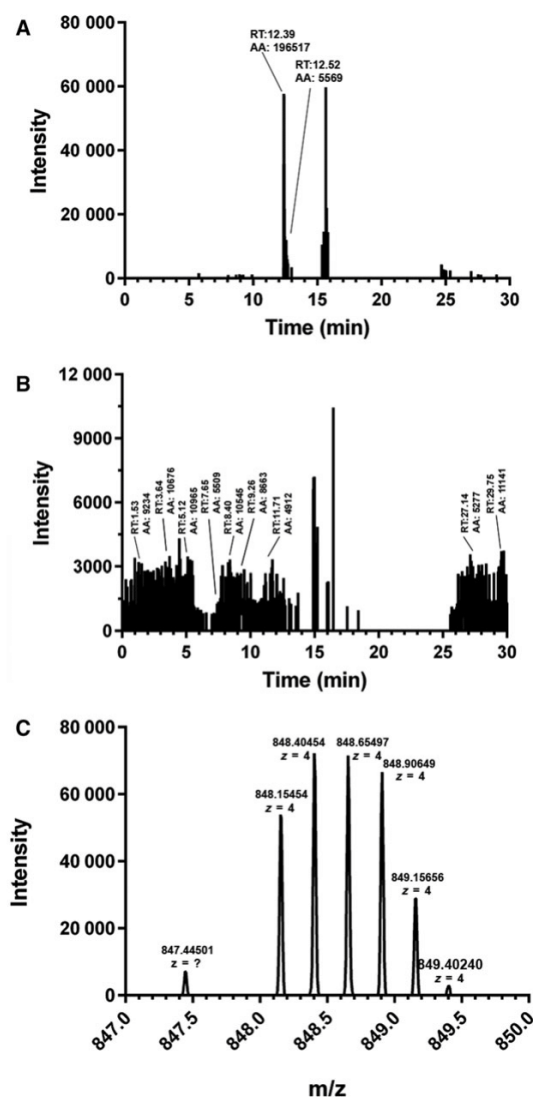 A
80 000
60 000
40 000
20 000
0
Intensity
RT:12.39
AA: 196517
RT:12.52
AA: 5569
0 5 10 15 20 25 30
Time (min)
B
12 000
9000
6000
3000
0
Intensity
RT:1.53
AA: 9234
RT:3.64
AA: 10676
RT:5.12
AA: 10965
RT:7.65
AA: 5509
RT:8.40
AA: 10545
RT:9.26
AA: 8663
RT:11.71
AA: 4912
RT:27.14
AA: 5277
RT:29.75
AA: 11141
0 5 10 15 20 25 30
Time (min)
C
80 000
60 000
40 000
20 000
0
Intensity
847.44501
z = ?
848.15454
z = 4
848.40454
z = 4
848.65497
z = 4
848.90649
z = 4
849.15656
z = 4
849.40240
z = 4
847.0 847.5 848.0 848.5 849.0 849.5 850.0
m/z